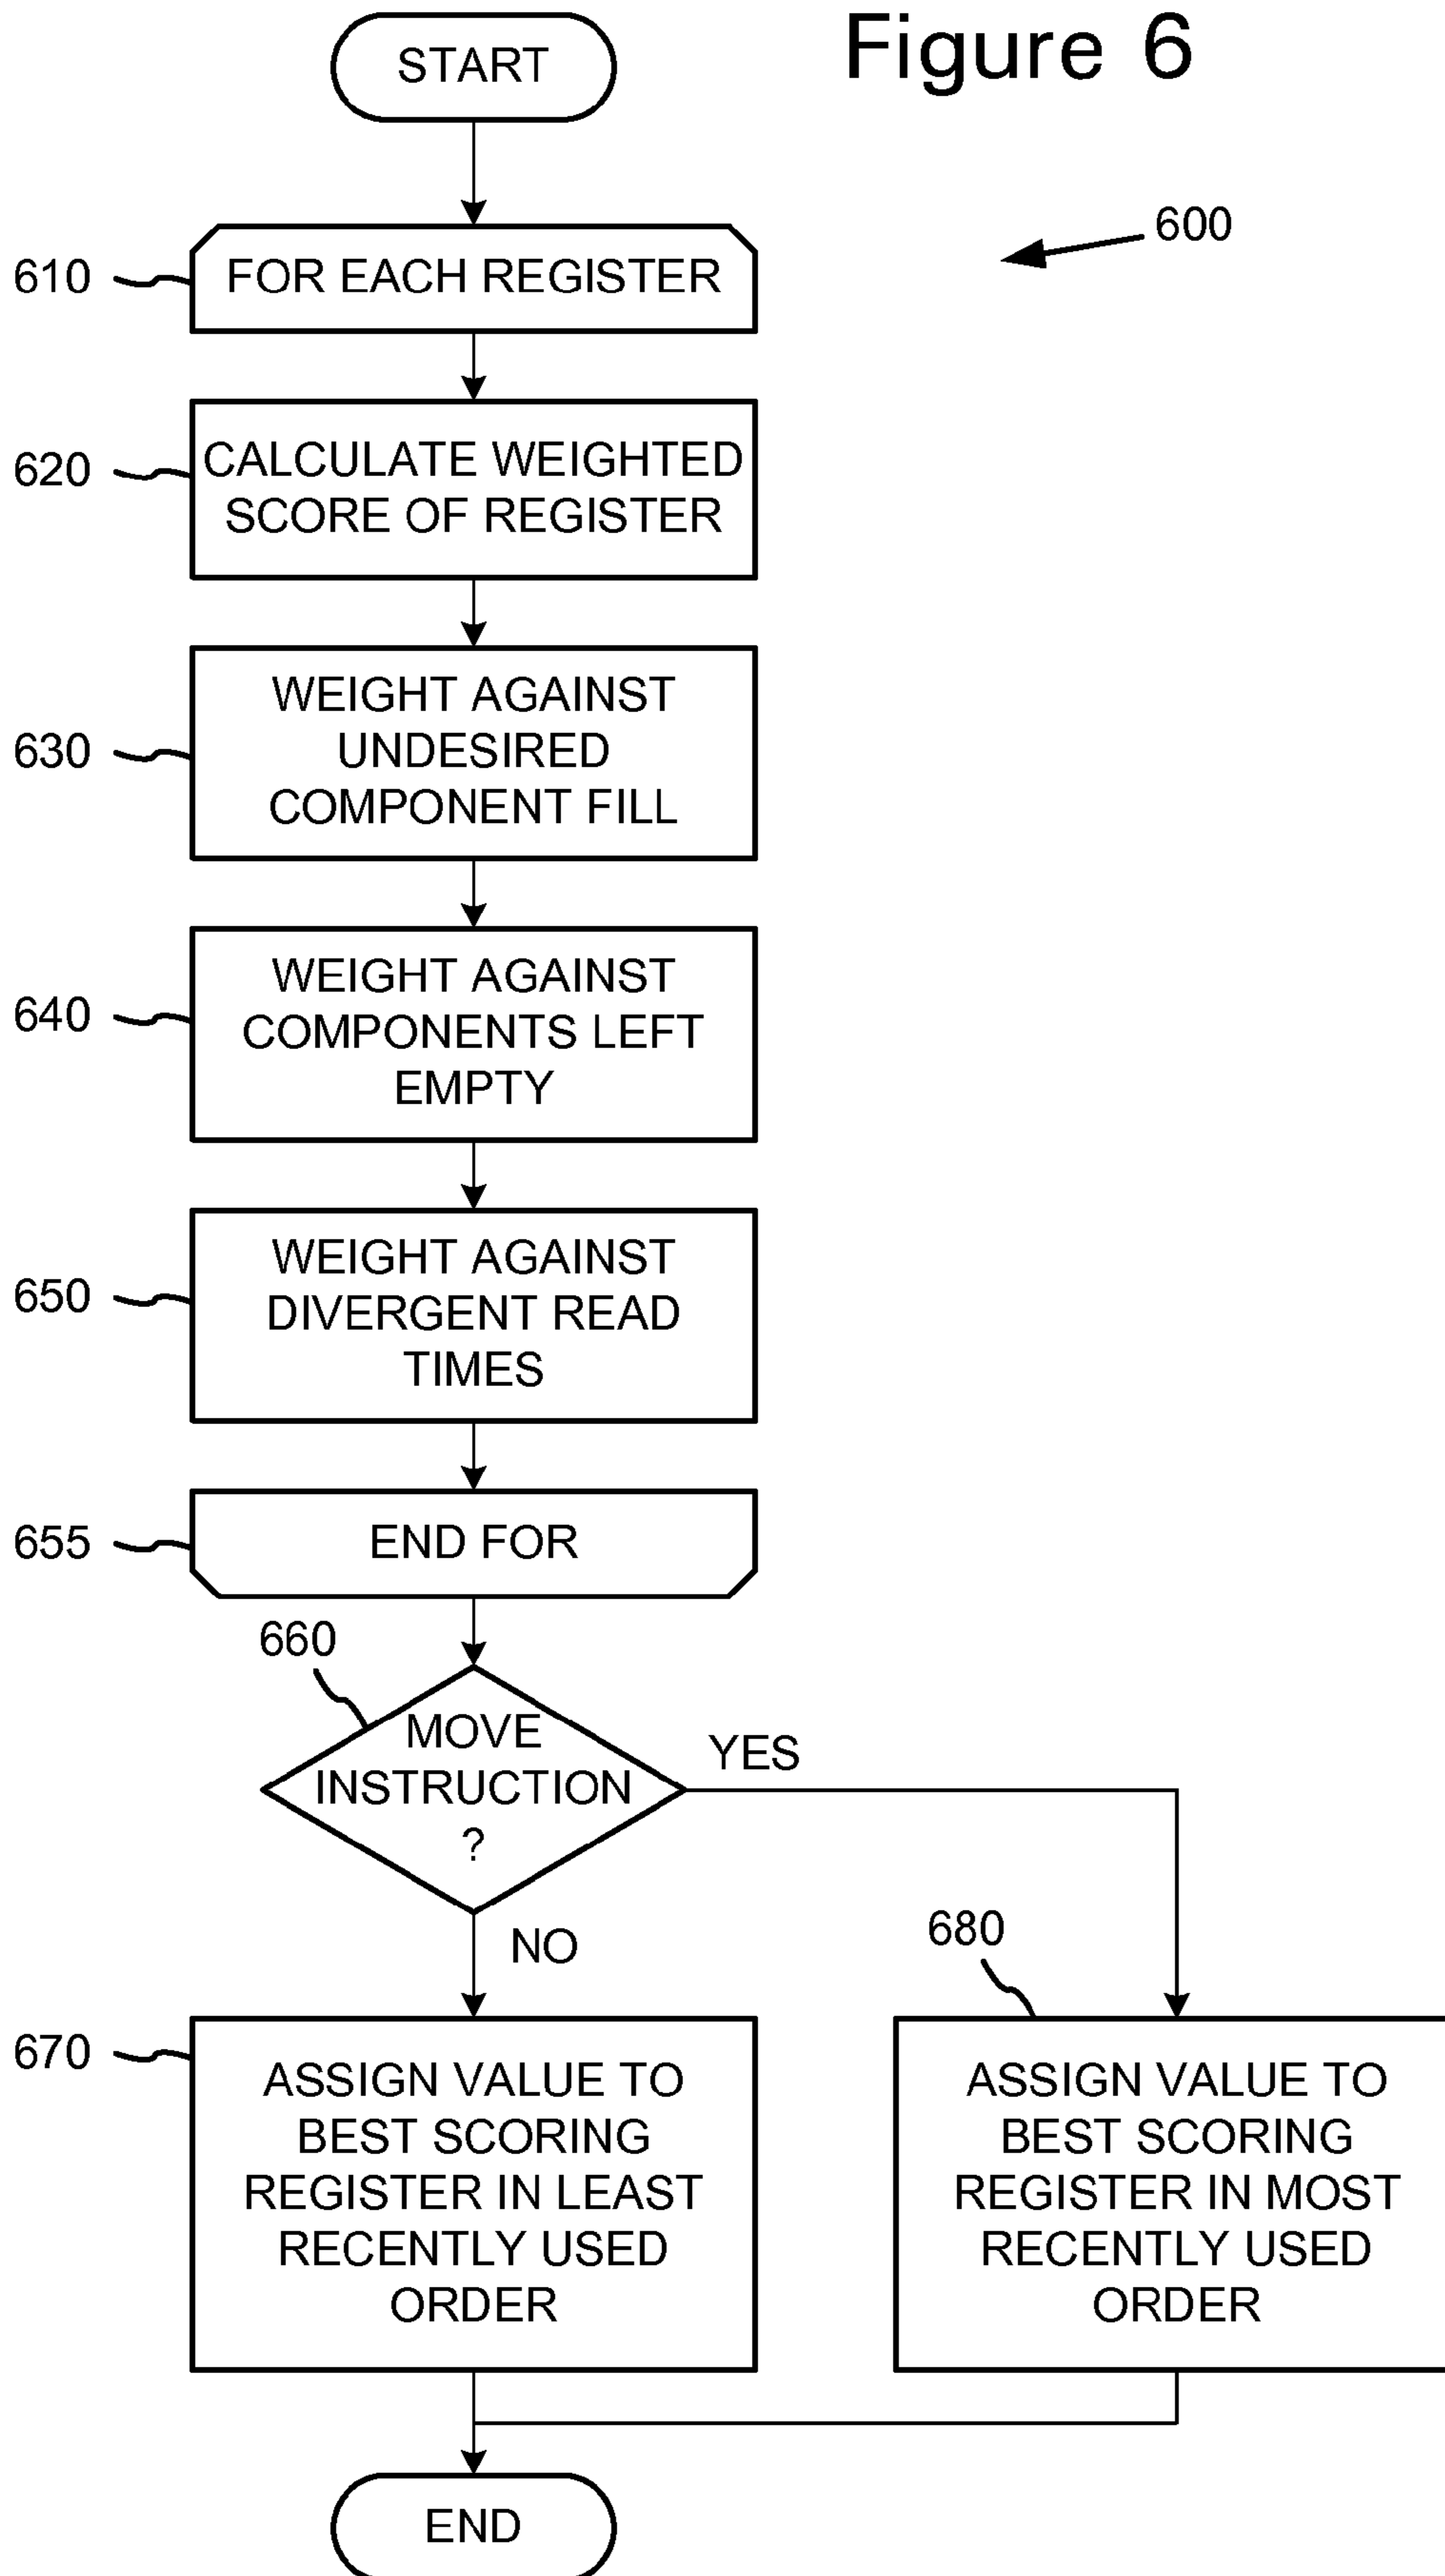 START
Figure 6
600
610
FOR EACH REGISTER
620
CALCULATE WEIGHTED
SCORE OF REGISTER
630
WEIGHT AGAINST
UNDESIRED
COMPONENT FILL
640
WEIGHT AGAINST
COMPONENTS LEFT
EMPTY
650
WEIGHT AGAINST
DIVERGENT READ
TIMES
655
END FOR
660
MOVE
INSTRUCTION
?
YES
NO
670
ASSIGN VALUE TO
BEST SCORING
REGISTER IN LEAST
RECENTLY USED
ORDER
680
ASSIGN VALUE TO
BEST SCORING
REGISTER IN MOST
RECENTLY USED
ORDER
END